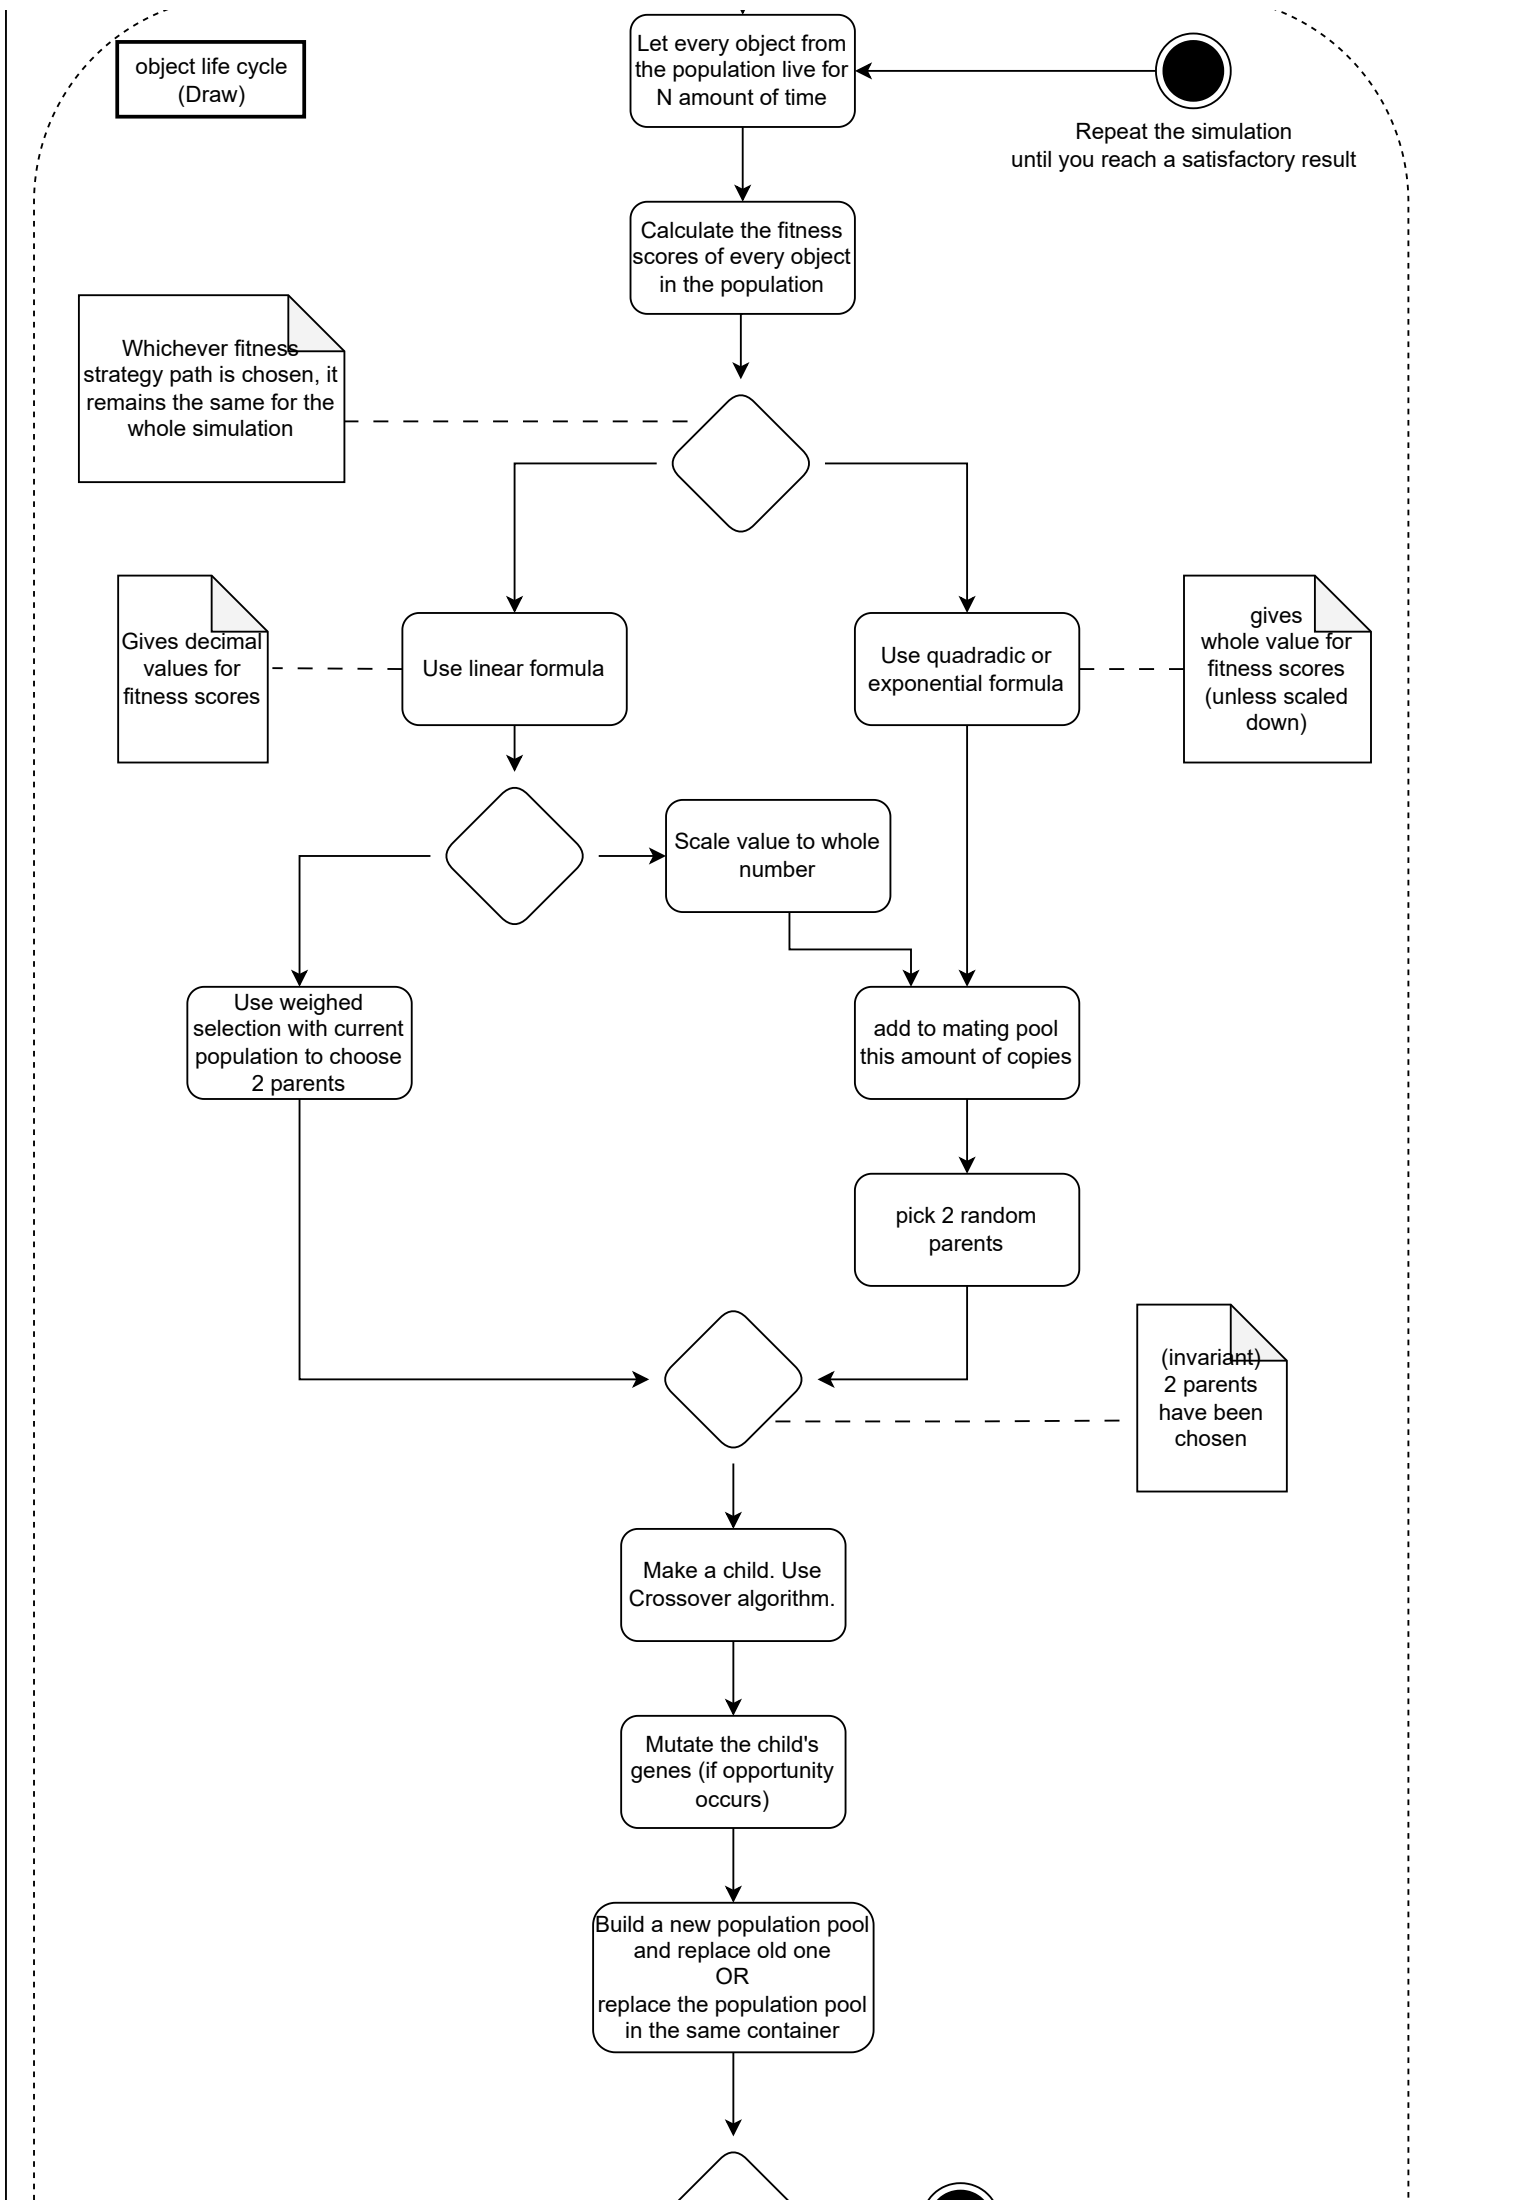 object life cycle
(Draw)
Let every object from
the population live for
N amount of time
Repeat the simulation
until you reach a satisfactory result
Calculate the fitness
scores of every object
in the population
Whichever fitness
strategy path is chosen, it
remains the same for the
whole simulation
Gives decimal
values for
fitness scores
Use linear formula
Use quadradic or
exponential formula
gives
whole value for
fitness scores
(unless scaled
down)
Scale value to whole
number
Use weighed
selection with current
population to choose
2 parents
add to mating pool
this amount of copies
pick 2 random
parents
(invariant)
2 parents
have been
chosen
Make a child. Use
Crossover algorithm.
Mutate the child's
genes (if opportunity
occurs)
Build a new population pool
and replace old one
OR
replace the population pool
in the same container